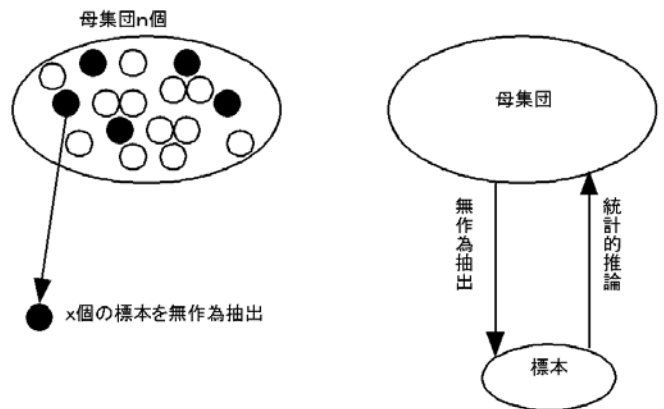 母集団n個
x個の標本を無作為抽出
母集団
無作為抽出
統計的推論
標本